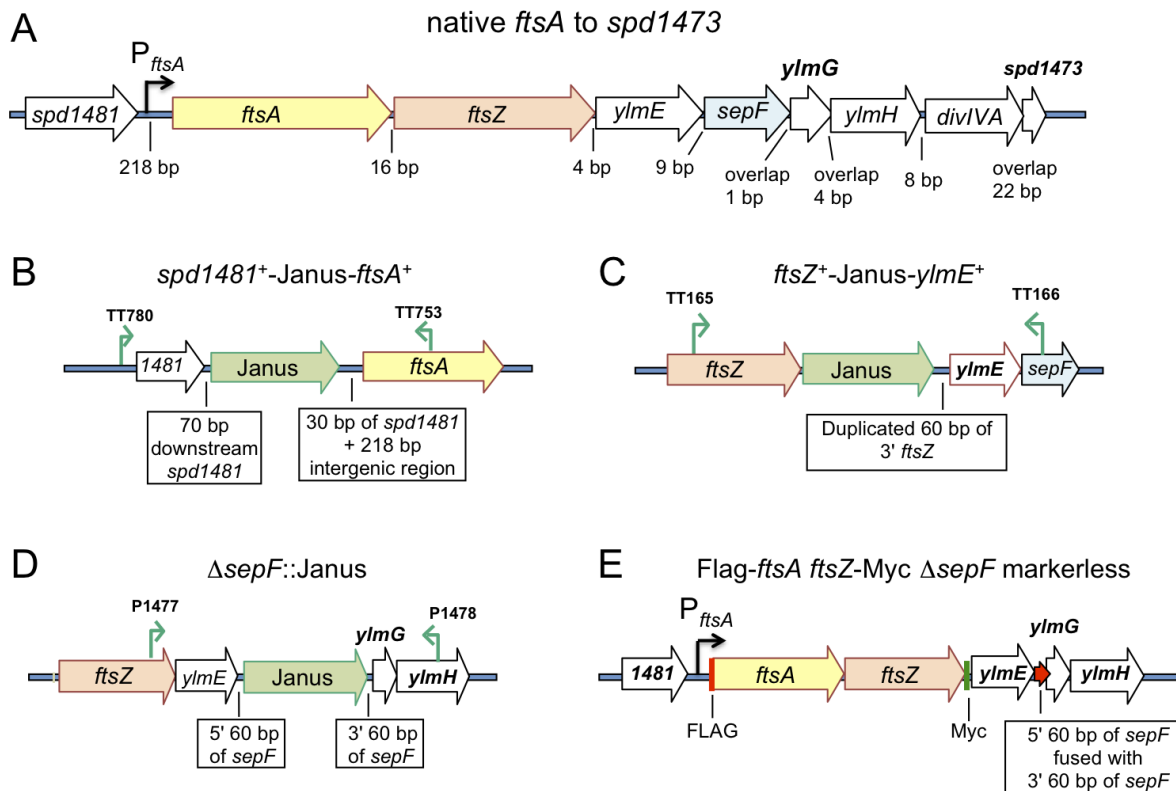 A
native ftsA to spd1473
P ftsA
ylmG
spd1473
spd1481
ftsA
ftsZ
ylmE
sepF
ylmH
divIVA
218 bp
16 bp
4 bp
9 bp
overlap
1 bp
overlap
4 bp
8 bp
overlap
22 bp
B
spd1481+-Janus-ftsA+
TT780
TT753
1481
Janus
ftsA
70 bp
downstream
spd1481
30 bp of spd1481
+ 218 bp
intergenic region
C
ftsZ+-Janus-ylmE+
TT165
TT166
ftsZ
Janus
ylmE
sepF
Duplicated 60 bp of
3' ftsZ
D
ΔsepF::Janus
P1477
ylmG
P1478
ftsZ
ylmE
Janus
ylmH
5' 60 bp
of sepF
3' 60 bp
of sepF
E
Flag-ftsA ftsZ-Myc ΔsepF markerless
P ftsA
ylmG
1481
ftsA
ftsZ
ylmE
ylmH
FLAG
Myc
5' 60 bp of sepF
fused with
3' 60 bp of sepF